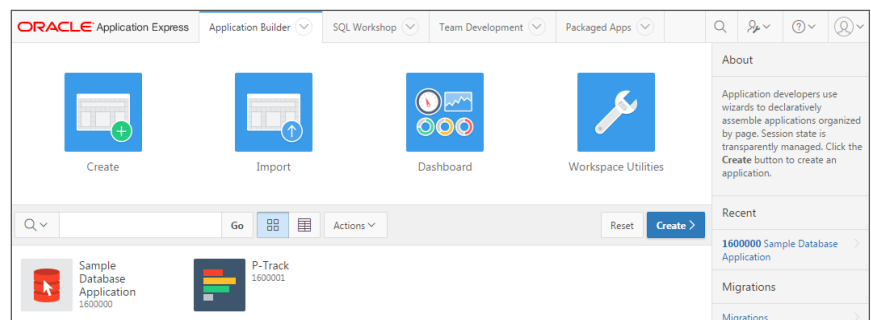 ORACLE Application Express
Application Builder
SQL Workshop
Team Development
Packaged Apps
Create
Import
Dashboard
Workspace Utilities
Go
Actions
Reset
Create >
Sample
Database
Application
1600000
P-Track
1600001
About
Application developers use
wizards to declaratively
assemble applications organized
by page. Session state is
transparently managed. Click the
Create button to create an
application.
Recent
1600000 Sample Database
Application
Migrations
Migrations